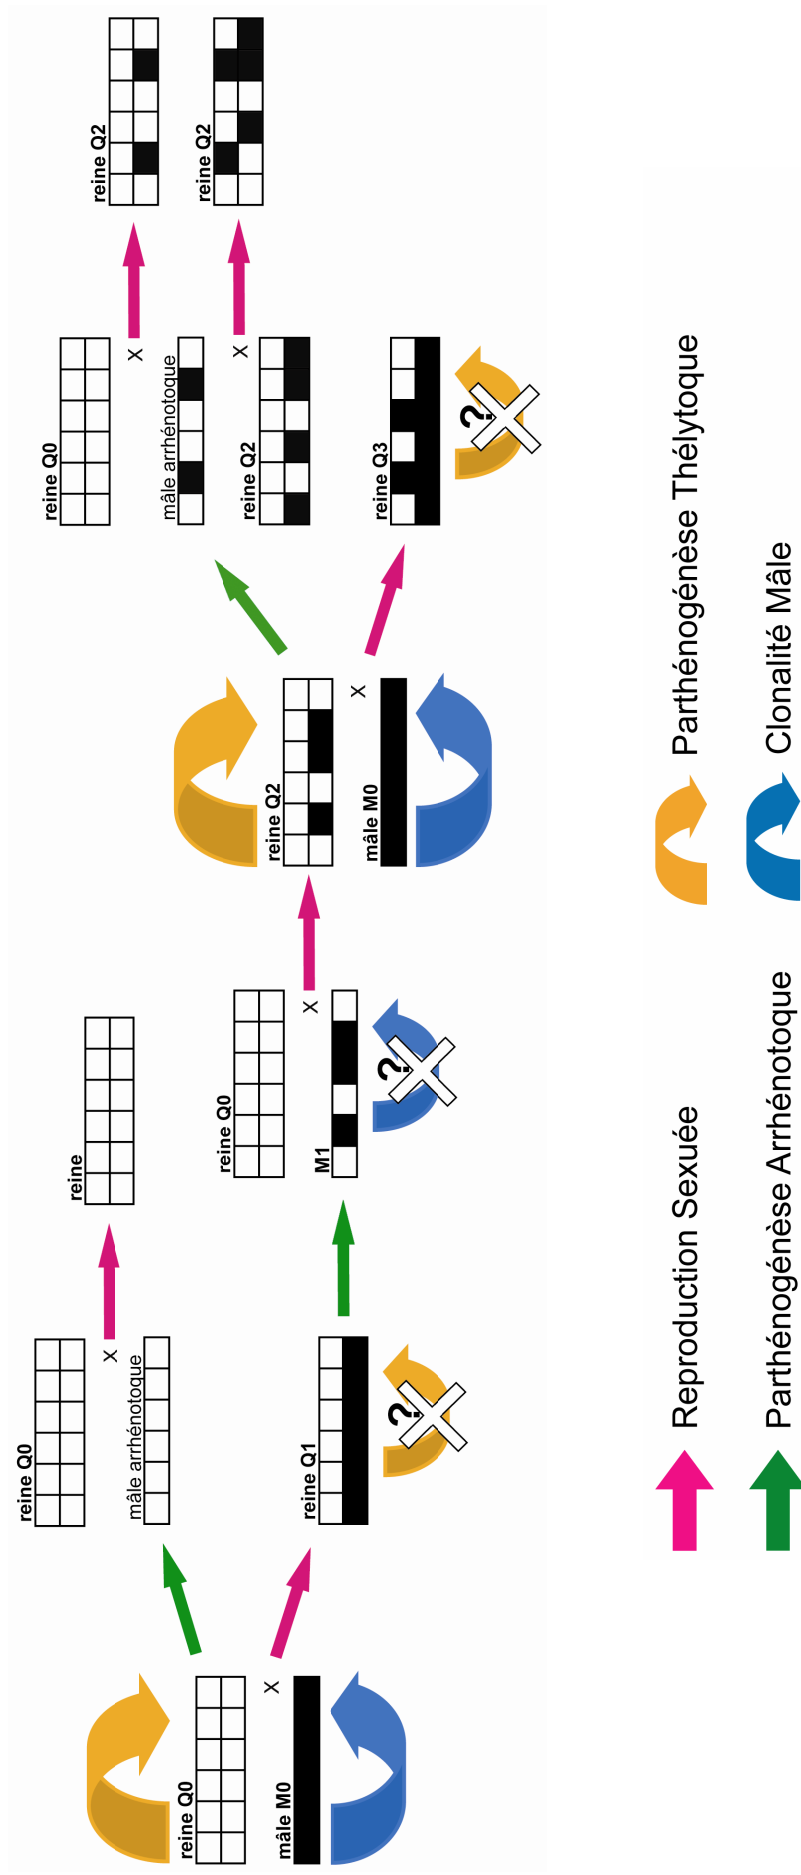 reine Q0
X
mâle M0
reine Q0
X
mâle arrhénotoque
reine Q1
?
reine
reine Q0
X
M1
?
reine Q2
X
mâle M0
reine Q0
X
mâle arrhénotoque
reine Q2
X
reine Q3
?
reine Q2
reine Q2
Reproduction Sexuée
Parthénogénèse Thélytoque
Parthénogénèse Arrhénotoque
Clonalité Mâle